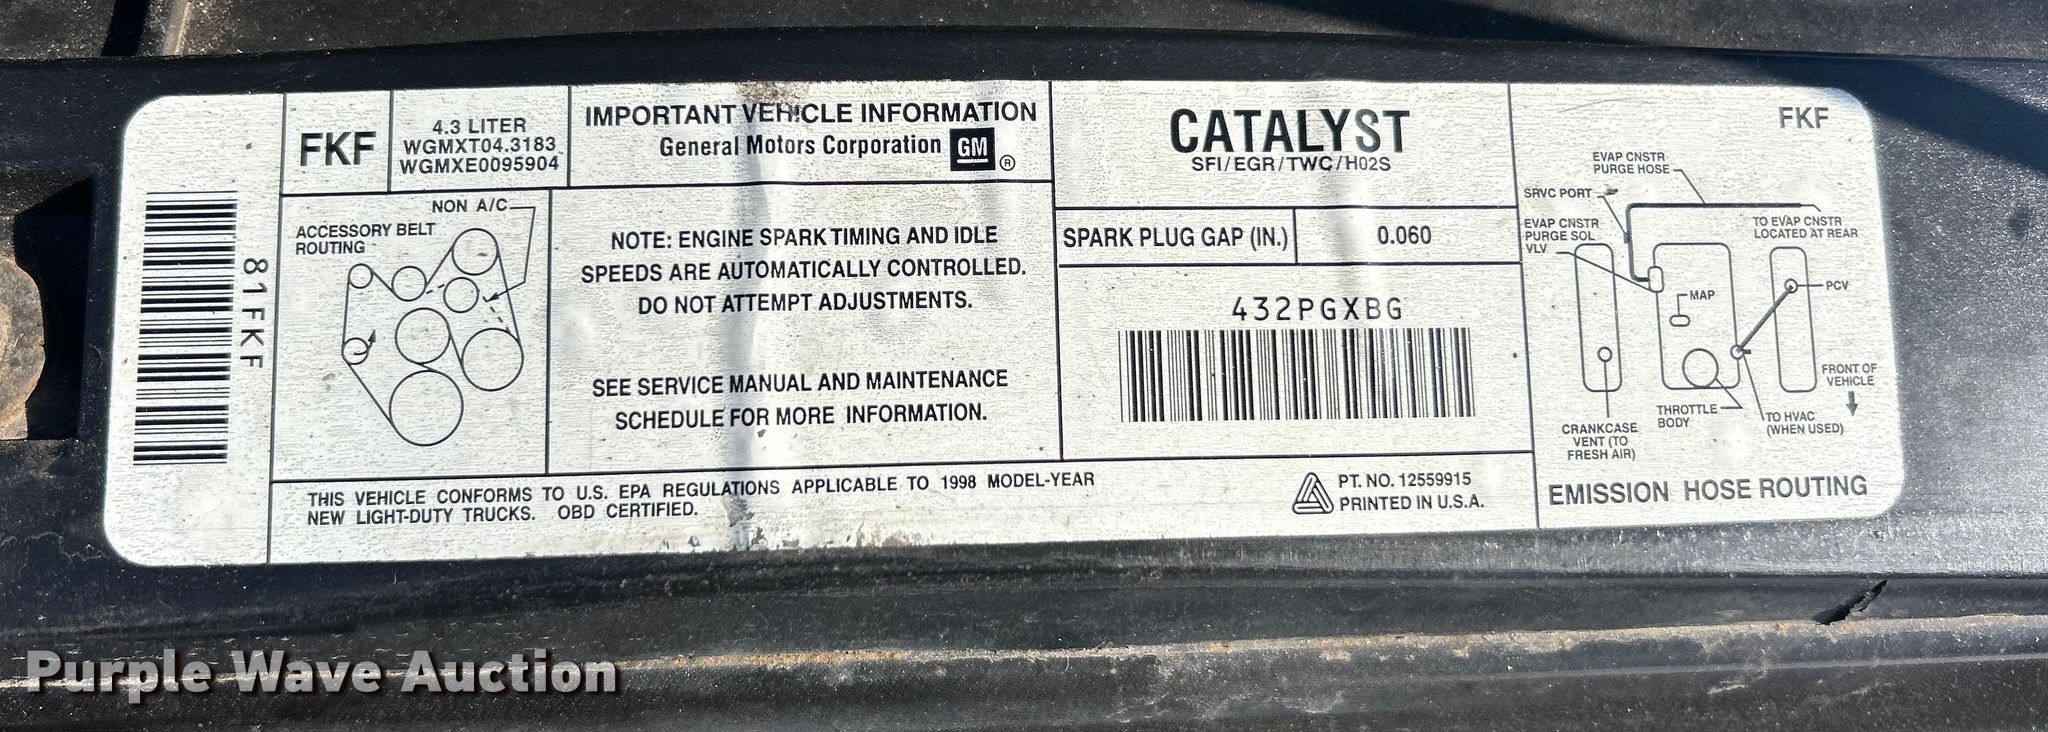 81FKF
FKF
4.3 LITER
WGMXT04.3183
WGMXE0095904
IMPORTANT VEHICLE INFORMATION
General Motors Corporation GM ®
ACCESSORY BELT
ROUTING
NON A/C
NOTE: ENGINE SPARK TIMING AND IDLE
SPEEDS ARE AUTOMATICALLY CONTROLLED.
DO NOT ATTEMPT ADJUSTMENTS.
SEE SERVICE MANUAL AND MAINTENANCE
SCHEDULE FOR MORE INFORMATION.
CATALYST
SFI/EGR/TWC/HO2S
SPARK PLUG GAP (IN.) 0.060
432PGXBG
THIS VEHICLE CONFORMS TO U.S. EPA REGULATIONS APPLICABLE TO 1998 MODEL-YEAR
NEW LIGHT-DUTY TRUCKS. OBD CERTIFIED.
PT. NO. 12559915
PRINTED IN U.S.A.
FKF
EVAP CNSTR
PURGE HOSE
SRVC PORT
EVAP CNSTR
PURGE SOL
VLV
TO EVAP CNSTR
LOCATED AT REAR
MAP
PCV
FRONT OF
VEHICLE
THROTTLE
BODY
TO HVAC
(WHEN USED)
CRANKCASE
VENT (TO
FRESH AIR)
EMISSION HOSE ROUTING
Purple Wave Auction